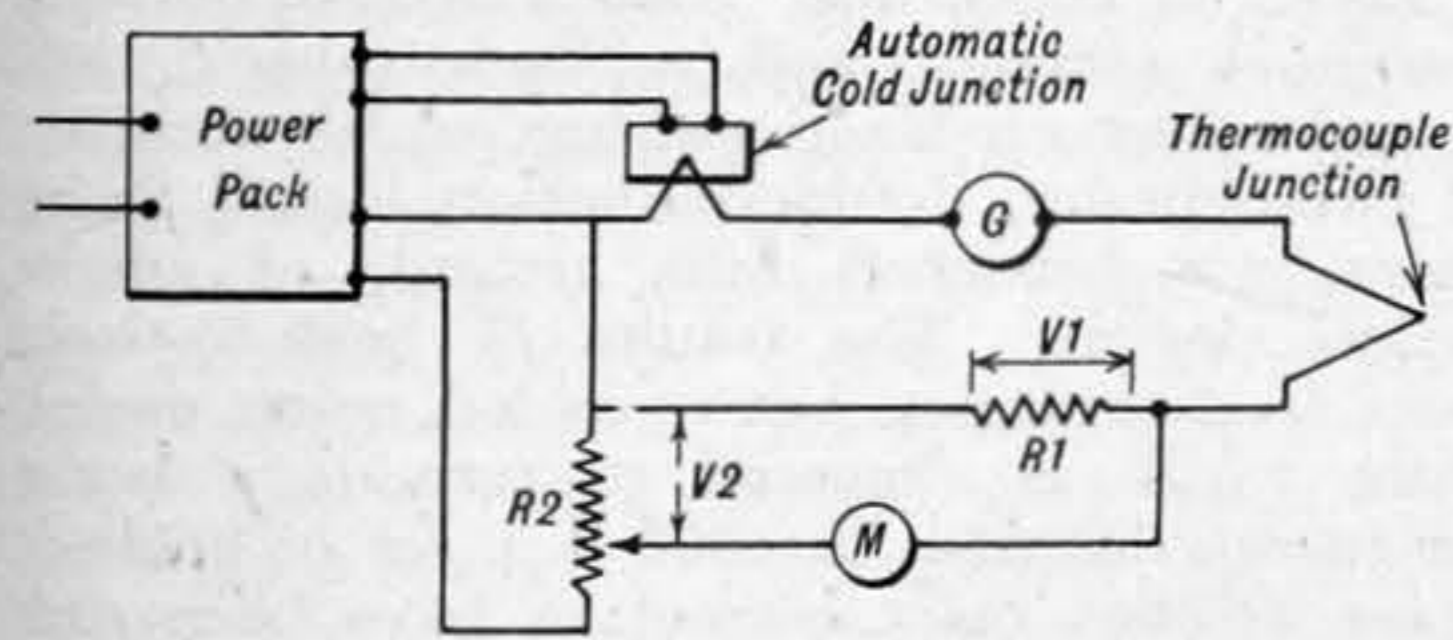 Automatic
Cold Junction
Power
Pack
Thermocouple
Junction
G
V1
R1
V2
R2
M